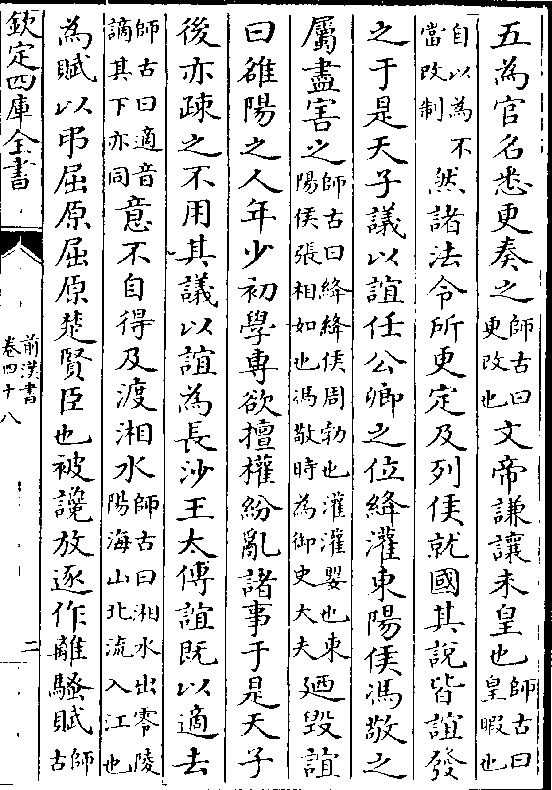 五為官名悉更奏之師古曰更改也文帝謙讓未皇也師古曰皇暇也
自以為不當改制然諸法令所更定及列侯就國其說皆誼發
之于是天子議以誼任公卿之位絳灌東陽侯馮敬之
屬盡害之師古曰絳絳侯周勃也灌灌嬰也東陽侯張相如也馮敬時為御史大夫廼毀誼
曰雒陽之人年少初學專欲擅權紛亂諸事于是天子
後亦疎之不用其議以誼為長沙王太傅誼既以適去
師古曰適音謫其下亦同意不自得及渡湘水師古曰湘水出零陵陽海山北流入江也
為賦以弔屈原屈原楚賢臣也被讒放逐作離騷賦師古
欽定四庫全書
前漢書
卷四十八
二